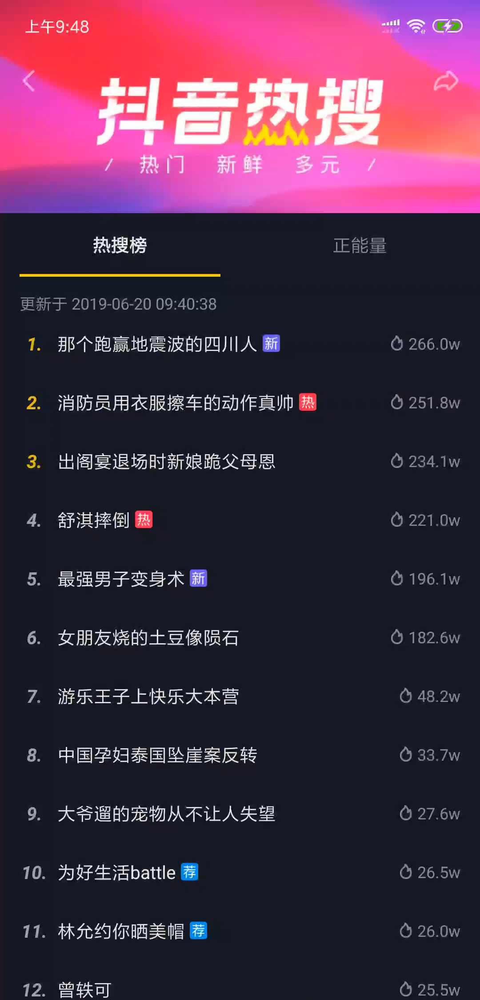 上午9:48
抖音热搜
/ 热门 新鲜 多元 /
热搜榜 正能量
更新于 2019-06-20 09:40:38
1. 那个跑赢地震波的四川人 新 266.0w
2. 消防员用衣服擦车的动作真帅 热 251.8w
3. 出阁宴退场时新娘跪父母恩 234.1w
4. 舒淇摔倒 热 221.0w
5. 最强男子变身术 新 196.1w
6. 女朋友烧的土豆像陨石 182.6w
7. 游乐王子上快乐大本营 48.2w
8. 中国孕妇泰国坠崖案反转 33.7w
9. 大爷遛的宠物从不让人失望 27.6w
10. 为好生活battle 荐 26.5w
11. 林允约你晒美帽 荐 26.0w
12. 曾轶可 25.5w